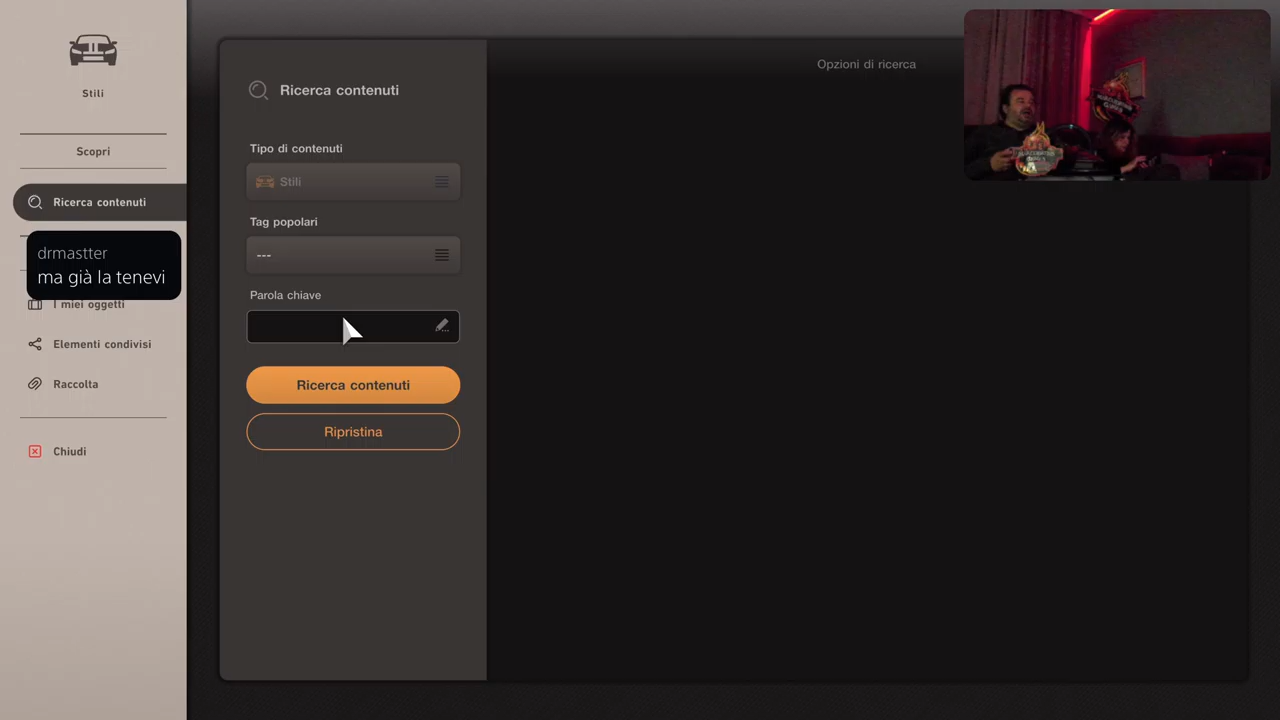 Stili
Scopri
Ricerca contenuti
drmastter
ma già la tenevi
I miei oggetti
Elementi condivisi
Raccolta
Chiudi
Ricerca contenuti
Tipo di contenuti
Stili
Tag popolari
---
Parola chiave
Ricerca contenuti
Ripristina
Opzioni di ricerca